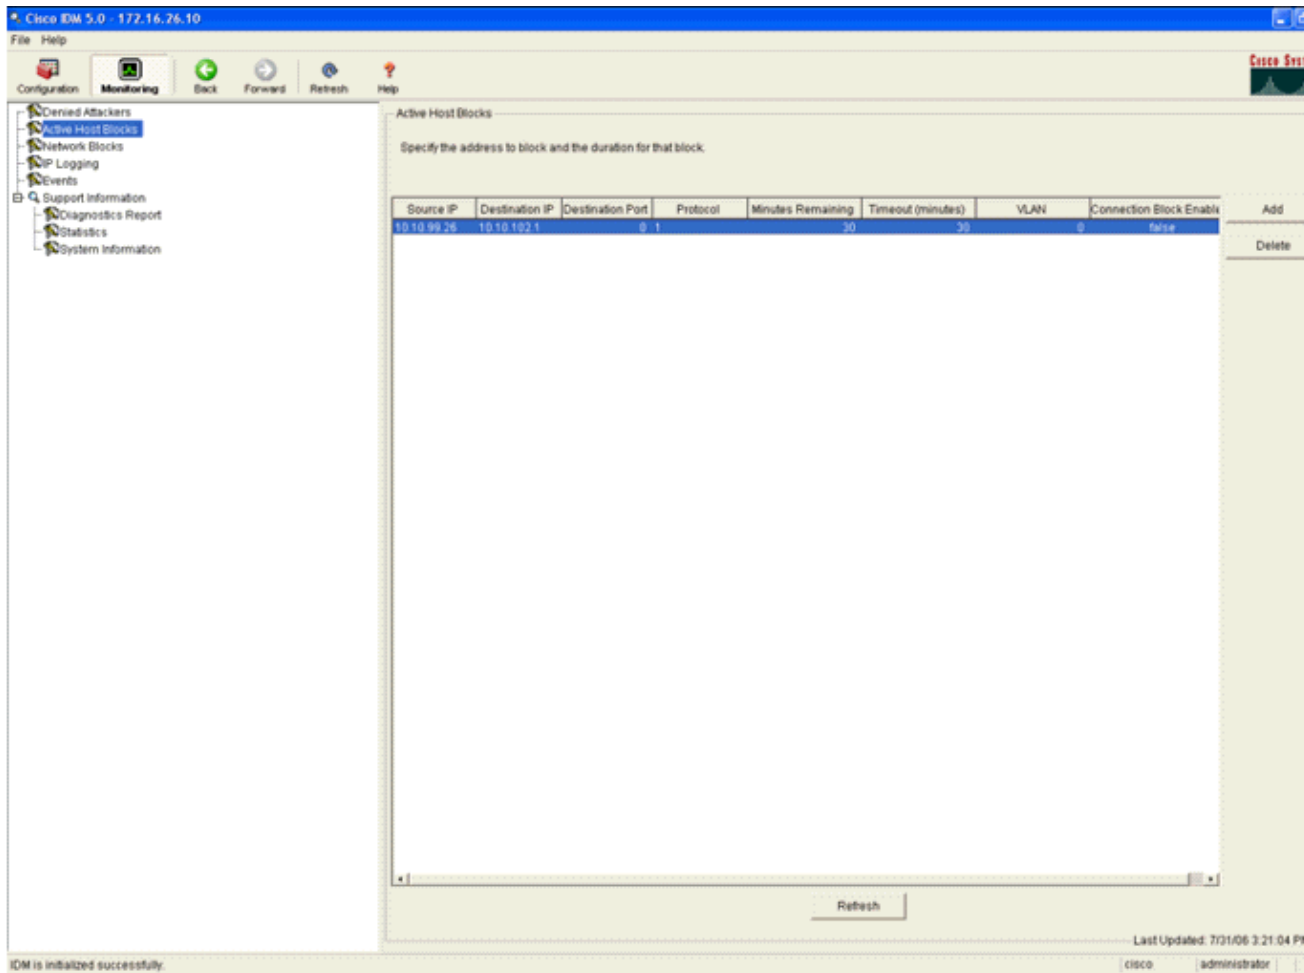 Cisco IDM 5.0 - 172.16.26.10
File Help
Configuration Monitoring Back Forward Refresh Help
Cisco Syst
Denied Attackers
Active Host Blocks
Network Blocks
IP Logging
Events
Support Information
Diagnostics Report
Statistics
System Information
Active Host Blocks
Specify the address to block and the duration for that block.
Source IP Destination IP Destination Port Protocol Minutes Remaining Timeout (minutes) VLAN Connection Block Enable
10.10.99.26 10.10.102.1 0 1 30 30 0 false
Add
Delete
Refresh
Last Updated: 7/31/06 3:21:04 PM
IDM is initialized successfully. cisco administrator